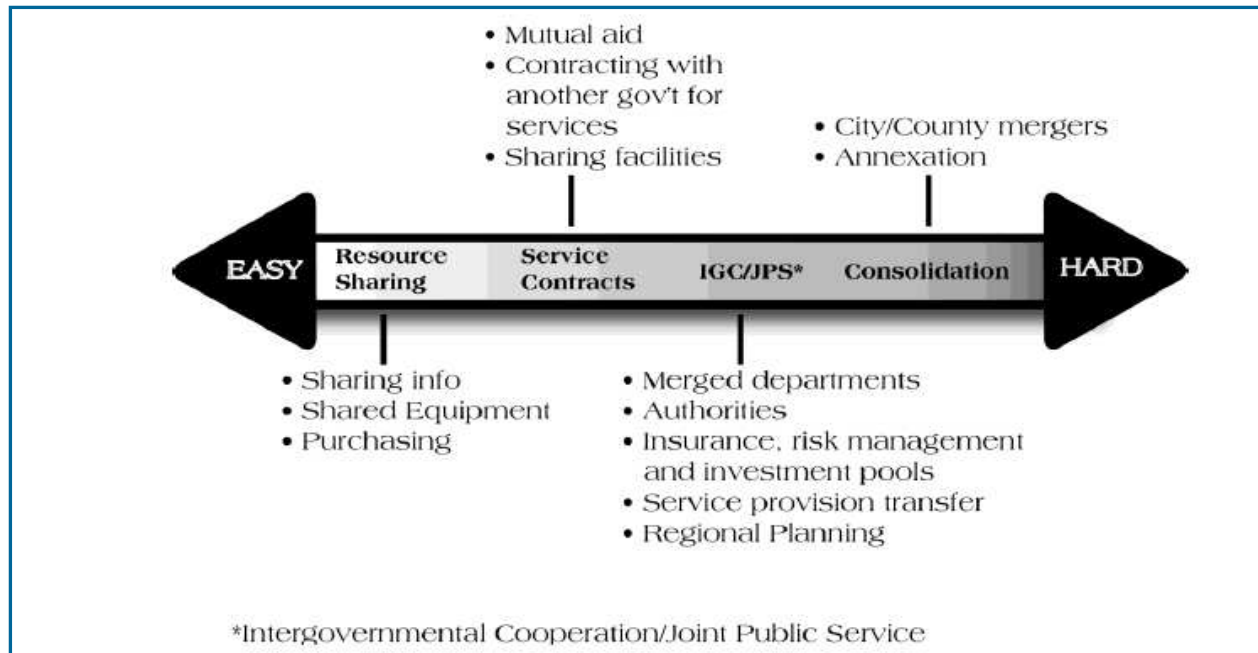 • Mutual aid
• Contracting with
another gov't for
services
• Sharing facilities
• City/County mergers
• Annexation
EASY
Resource
Sharing
Service
Contracts
IGC/JPS*
Consolidation
HARD
• Sharing info
• Shared Equipment
• Purchasing
• Merged departments
• Authorities
• Insurance, risk management
and investment pools
• Service provision transfer
• Regional Planning
*Intergovernmental Cooperation/Joint Public Service